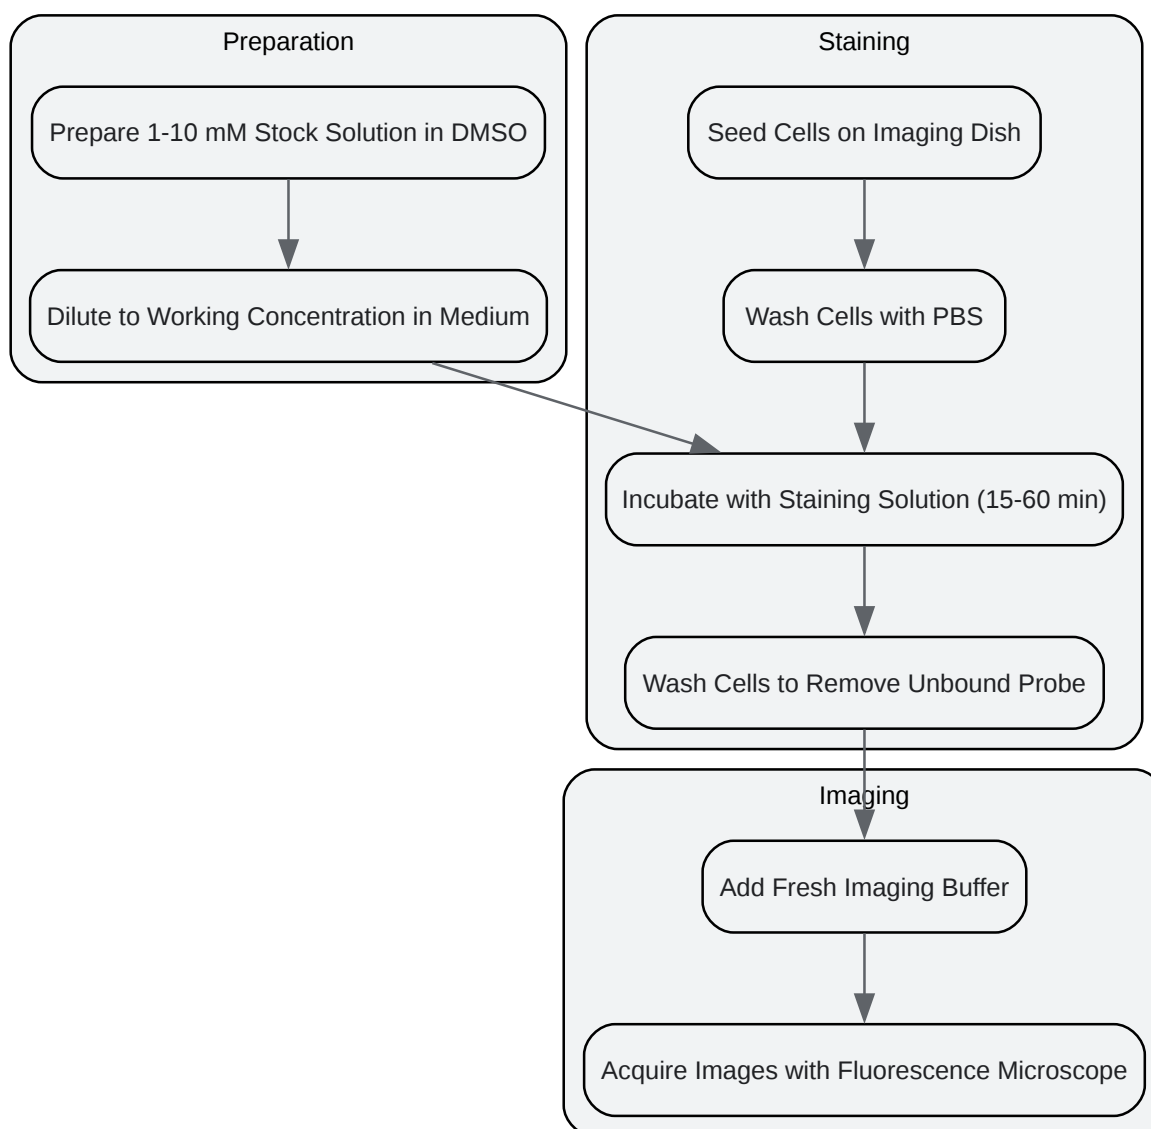 Preparation
Prepare 1-10 mM Stock Solution in DMSO
Dilute to Working Concentration in Medium
Staining
Seed Cells on Imaging Dish
Wash Cells with PBS
Incubate with Staining Solution (15-60 min)
Wash Cells to Remove Unbound Probe
Imaging
Add Fresh Imaging Buffer
Acquire Images with Fluorescence Microscope